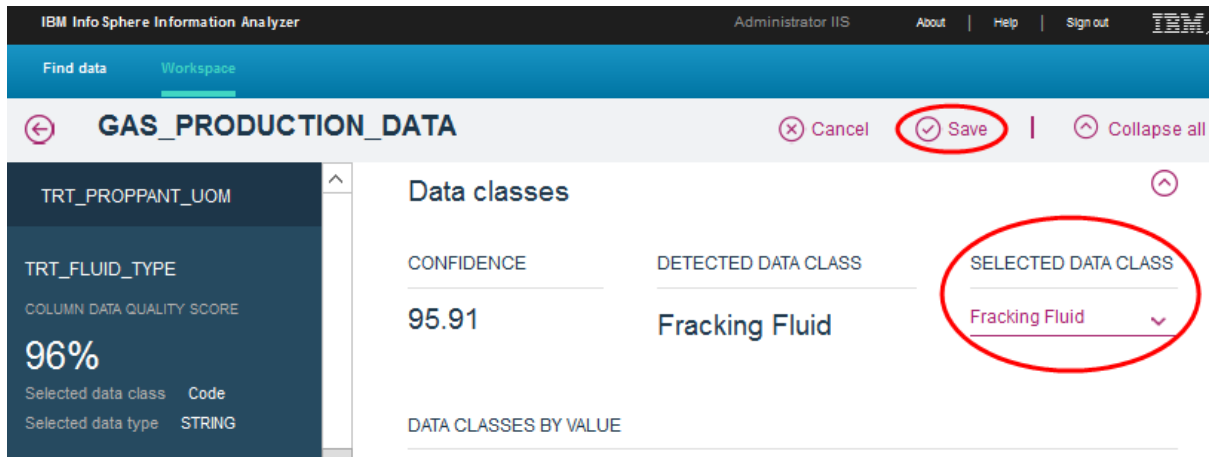 IBM InfoSphere Information Analyzer
Administrator IIS
About | Help | Sign out
IBM
Find data
Workspace
GAS_PRODUCTION_DATA
Cancel
Save
Collapse all
TRT_PROPPANT_UOM
TRT_FLUID_TYPE
COLUMN DATA QUALITY SCORE
96%
Selected data class Code
Selected data type STRING
Data classes
CONFIDENCE
DETECTED DATA CLASS
SELECTED DATA CLASS
95.91
Fracking Fluid
Fracking Fluid
DATA CLASSES BY VALUE